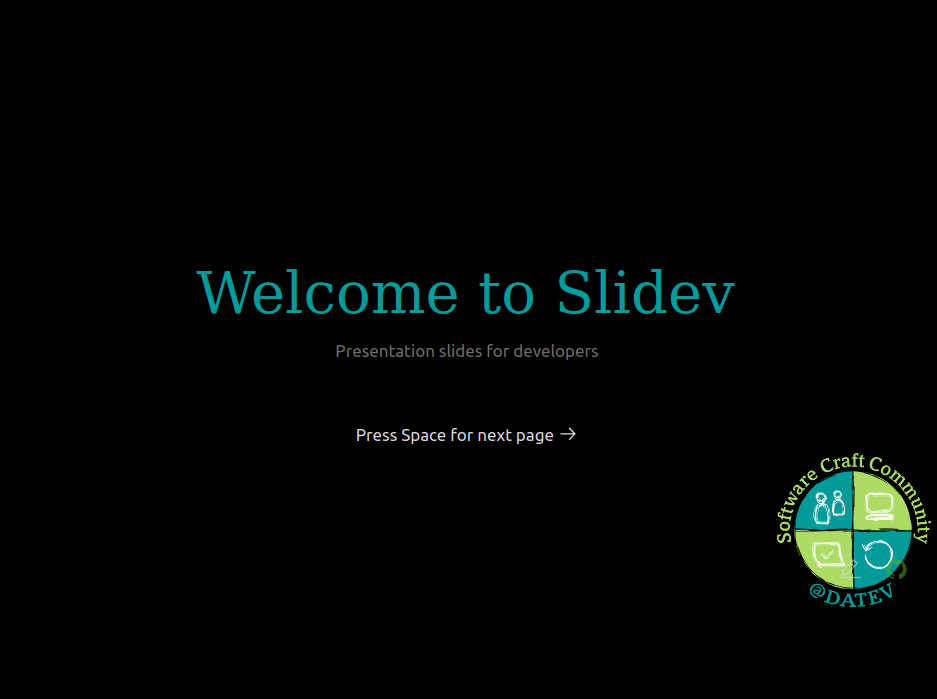 Welcome to Slidev
Presentation slides for developers
Press Space for next page →
Software Craft Community
@DATEV